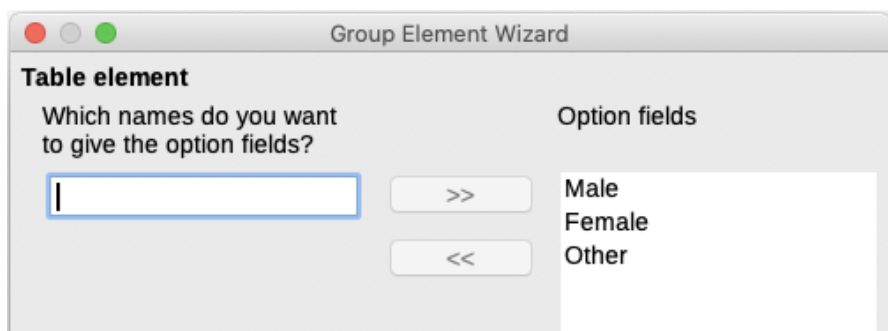 Group Element Wizard
Table element
Which names do you want
to give the option fields?
Option fields
>>
<<
Male
Female
Other